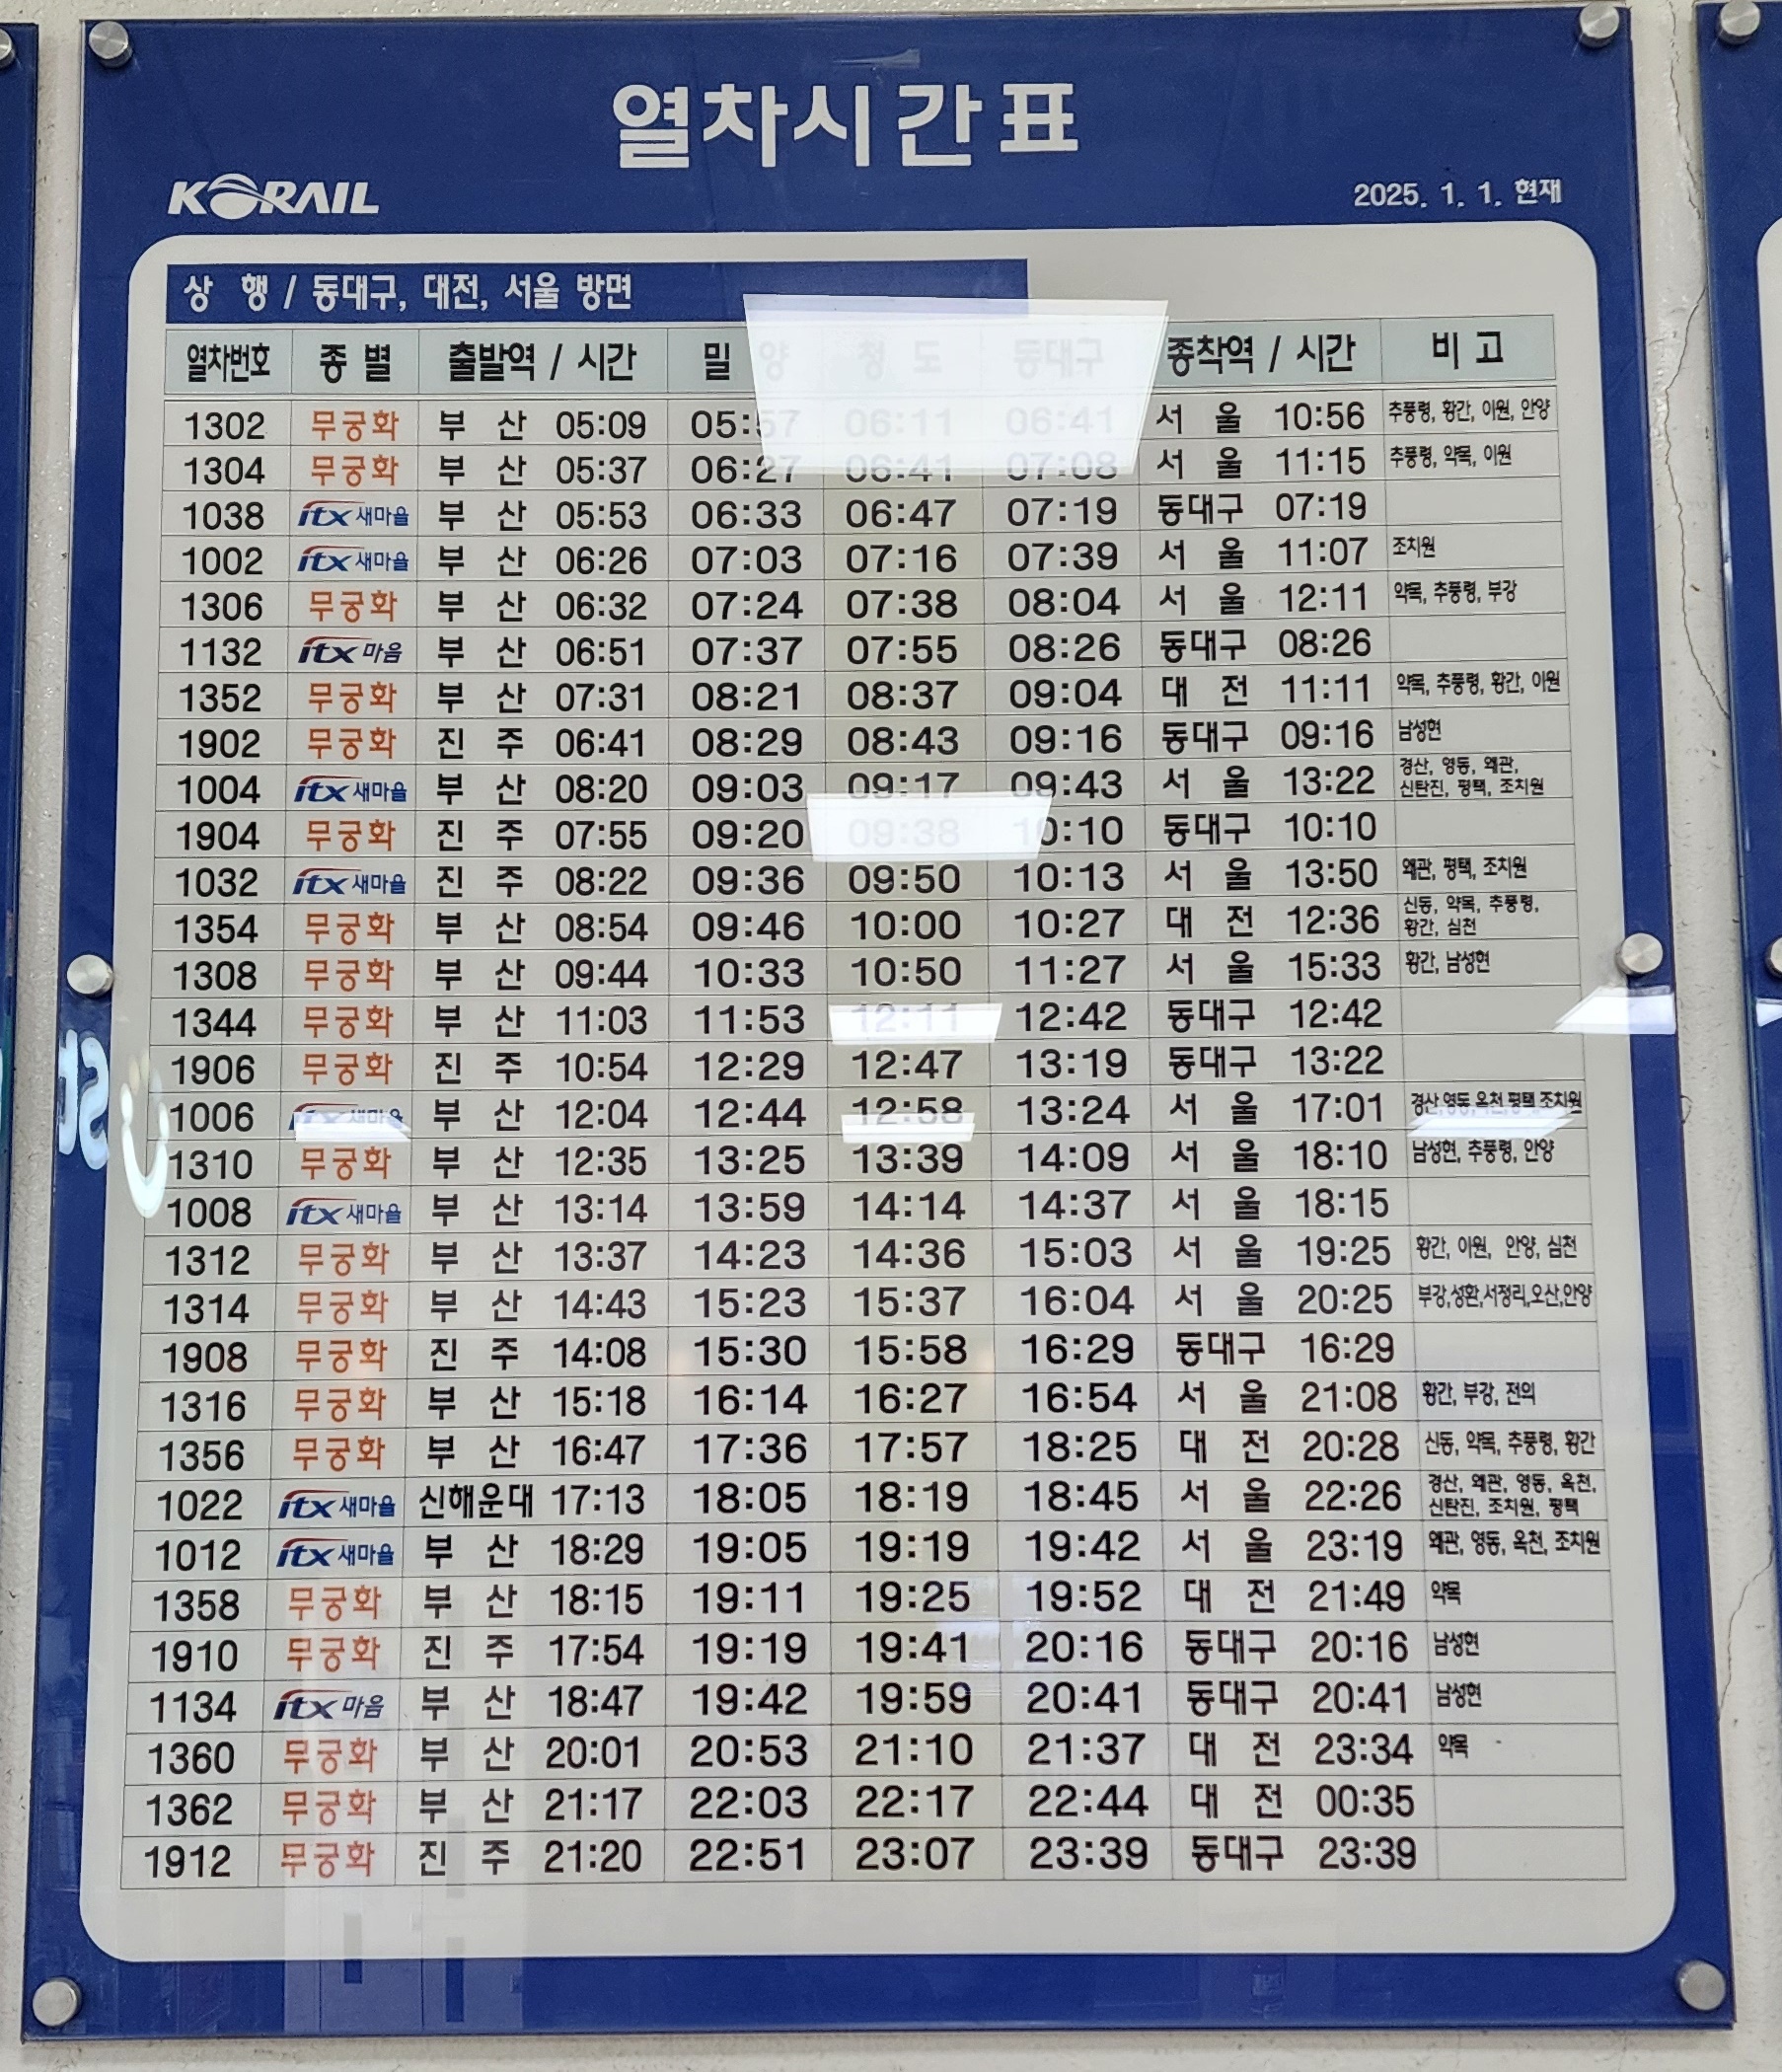 열차시간표
KORAIL
2025. 1. 1. 현재
상 행 / 동대구, 대전, 서울 방면
열차번호 종 별 출발역 / 시간 밀 양 청 도 동대구 종착역 / 시간 비 고
1302 무궁화 부 산 05:09 05:57 06:11 06:41 서 울 10:56 추풍령, 황간, 이원, 안양
1304 무궁화 부 산 05:37 06:27 06:41 07:08 서 울 11:15 추풍령, 약목, 이원
1038 itx 새마을 부 산 05:53 06:33 06:47 07:19 동대구 07:19
1002 itx 새마을 부 산 06:26 07:03 07:16 07:39 서 울 11:07 조치원
1306 무궁화 부 산 06:32 07:24 07:38 08:04 서 울 12:11 약목, 추풍령, 부강
1132 itx 마음 부 산 06:51 07:37 07:55 08:26 동대구 08:26
1352 무궁화 부 산 07:31 08:21 08:37 09:04 대 전 11:11 약목, 추풍령, 황간, 이원
1902 무궁화 진 주 06:41 08:29 08:43 09:16 동대구 09:16 남성현
1004 itx 새마을 부 산 08:20 09:03 09:17 09:43 서 울 13:22 경산, 영동, 왜관,
신탄진, 평택, 조치원
1904 무궁화 진 주 07:55 09:20 09:38 10:10 동대구 10:10
1032 itx 새마을 진 주 08:22 09:36 09:50 10:13 서 울 13:50 왜관, 평택, 조치원
1354 무궁화 부 산 08:54 09:46 10:00 10:27 대 전 12:36 신동, 약목, 추풍령,
황간, 심천
1308 무궁화 부 산 09:44 10:33 10:50 11:27 서 울 15:33 황간, 남성현
1344 무궁화 부 산 11:03 11:53 12:11 12:42 동대구 12:42
1906 무궁화 진 주 10:54 12:29 12:47 13:19 동대구 13:22
1006 itx 새마을 부 산 12:04 12:44 12:58 13:24 서 울 17:01 경산,영동,옥천,평택,조치원
1310 무궁화 부 산 12:35 13:25 13:39 14:09 서 울 18:10 남성현, 추풍령, 안양
1008 itx 새마을 부 산 13:14 13:59 14:14 14:37 서 울 18:15
1312 무궁화 부 산 13:37 14:23 14:36 15:03 서 울 19:25 황간, 이원, 안양, 심천
1314 무궁화 부 산 14:43 15:23 15:37 16:04 서 울 20:25 부강,성환,서정리,오산,안양
1908 무궁화 진 주 14:08 15:30 15:58 16:29 동대구 16:29
1316 무궁화 부 산 15:18 16:14 16:27 16:54 서 울 21:08 황간, 부강, 전의
1356 무궁화 부 산 16:47 17:36 17:57 18:25 대 전 20:28 신동, 약목, 추풍령, 황간
1022 itx 새마을 신해운대 17:13 18:05 18:19 18:45 서 울 22:26 경산, 왜관, 영동, 옥천,
신탄진, 조치원, 평택
1012 itx 새마을 부 산 18:29 19:05 19:19 19:42 서 울 23:19 왜관, 영동, 옥천, 조치원
1358 무궁화 부 산 18:15 19:11 19:25 19:52 대 전 21:49 약목
1910 무궁화 진 주 17:54 19:19 19:41 20:16 동대구 20:16 남성현
1134 itx 마음 부 산 18:47 19:42 19:59 20:41 동대구 20:41 남성현
1360 무궁화 부 산 20:01 20:53 21:10 21:37 대 전 23:34 약목
1362 무궁화 부 산 21:17 22:03 22:17 22:44 대 전 00:35
1912 무궁화 진 주 21:20 22:51 23:07 23:39 동대구 23:39